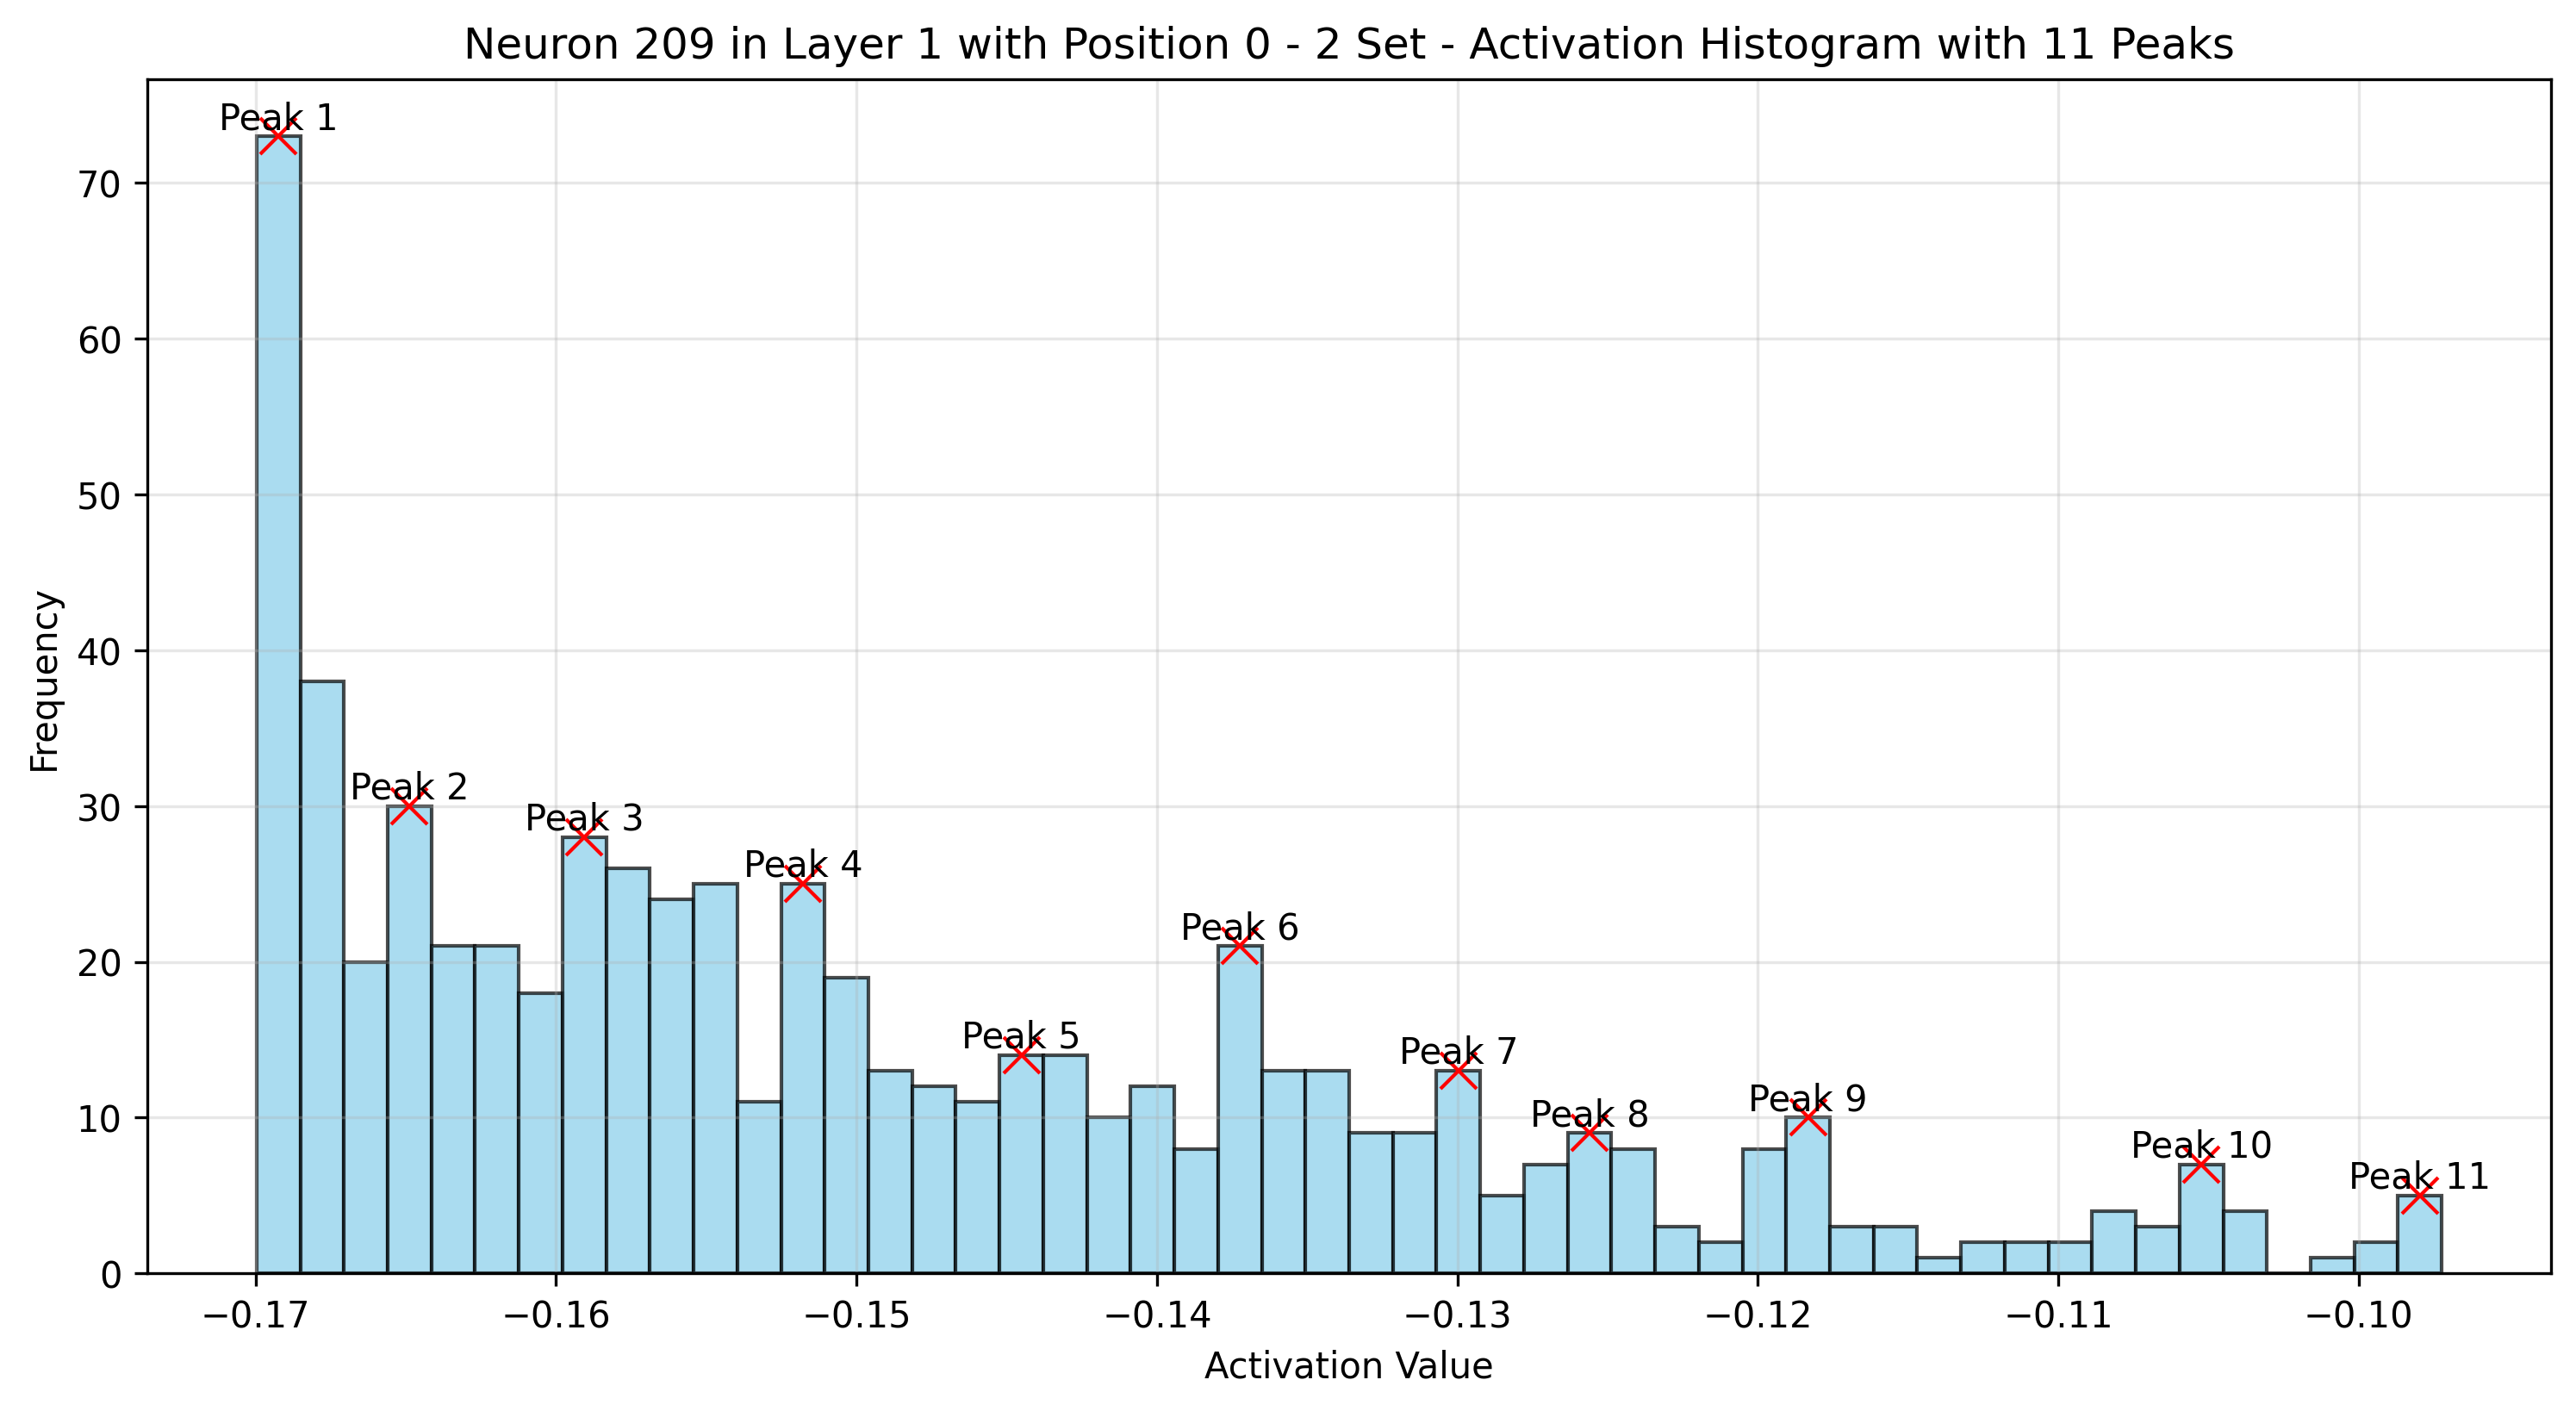 Neuron 209 in Layer 1 with Position 0 - 2 Set - Activation Histogram with 11 Peaks
Peak 1
70
60
50
40
30
20
10
0
Frequency
Peak 2
Peak 3
Peak 4
Peak 5
Peak 6
Peak 7
Peak 8
Peak 9
Peak 10
Peak 11
−0.17 −0.16 −0.15 −0.14 −0.13 −0.12 −0.11 −0.10
Activation Value